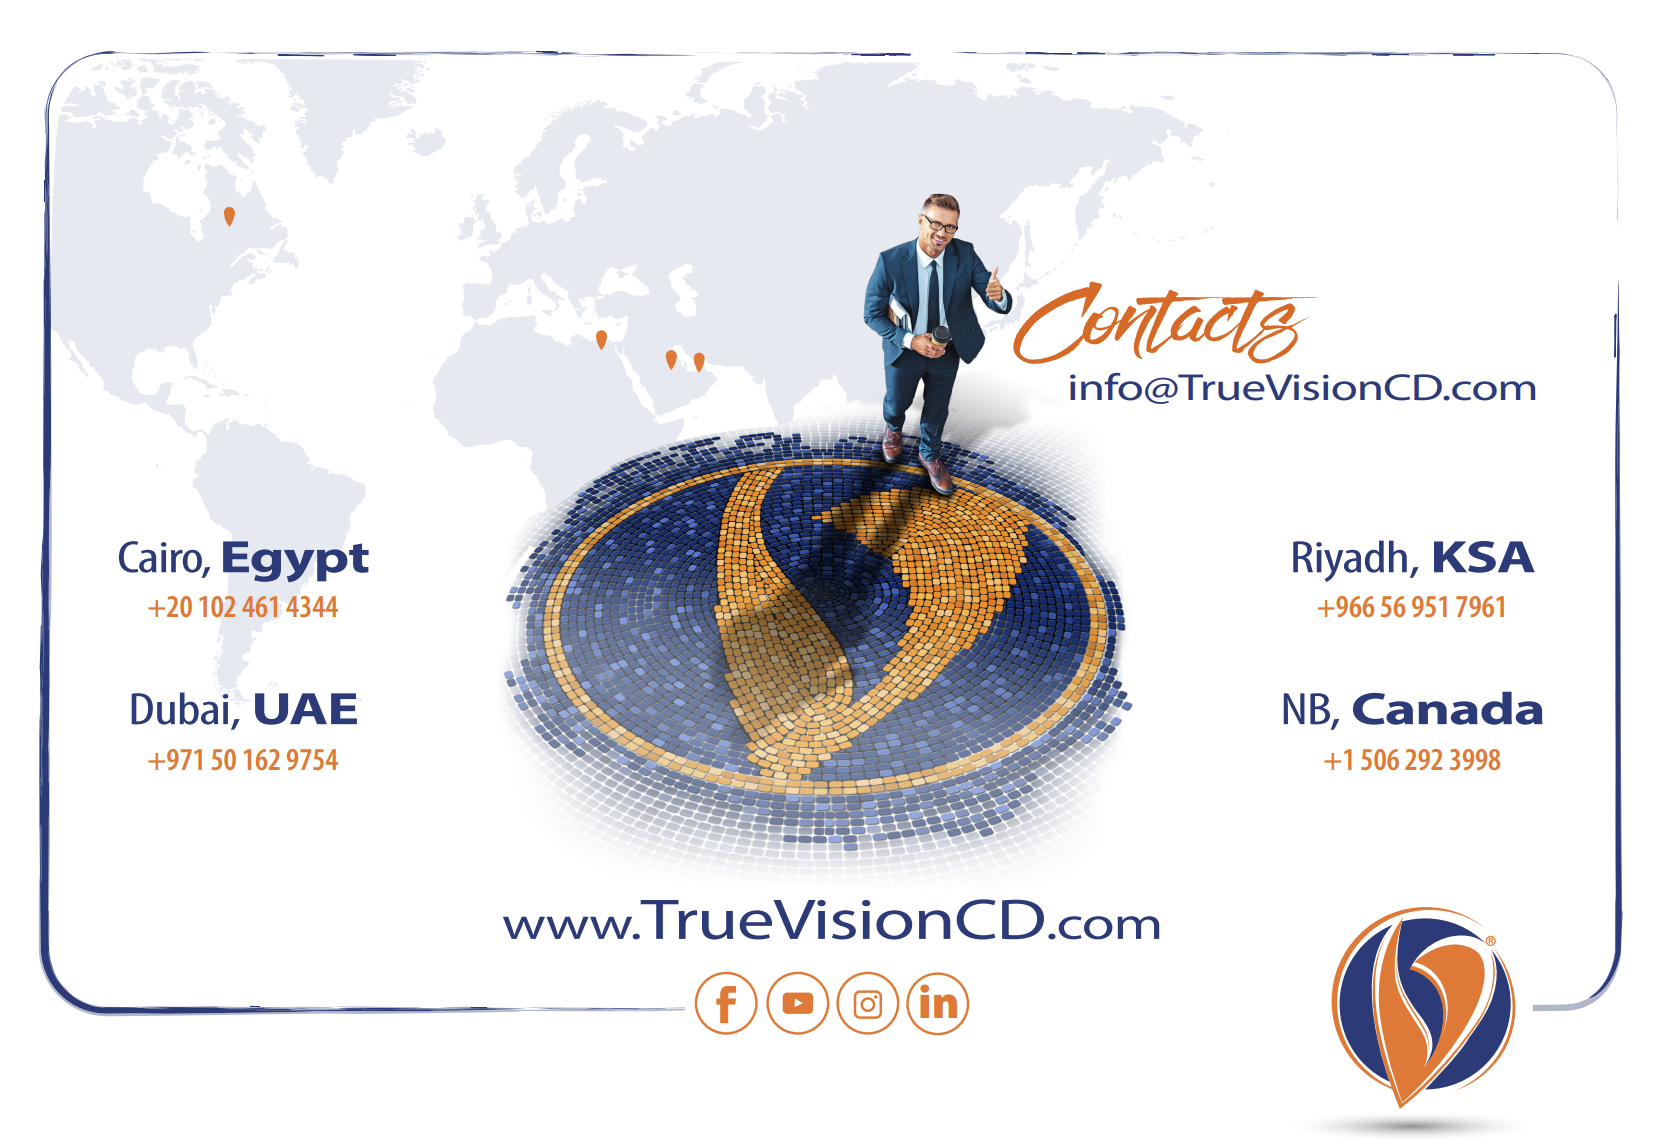 Contacts
info@TrueVisionCD.com
Cairo, Egypt
+20 102 461 4344
Dubai, UAE
+971 50 162 9754
Riyadh, KSA
+966 56 951 7961
NB, Canada
+1 506 292 3998
www.TrueVisionCD.com
f
in
®